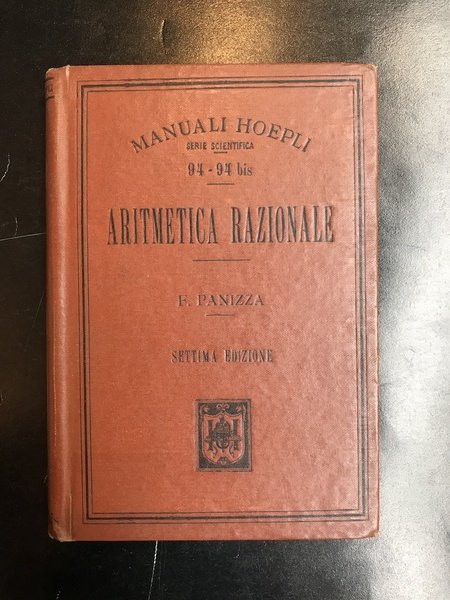 MANUALI HOEPLI
SERIE SCIENTIFICA
94-94 bis
ARITMETICA RAZIONALE
F. PANIZZA
SETTIMA EDIZIONE